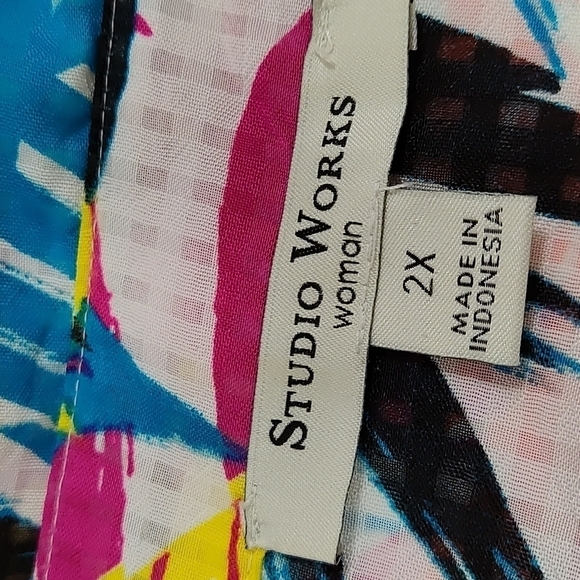 STUDIO WORKS
woman
2X
MADE IN
INDONESIA